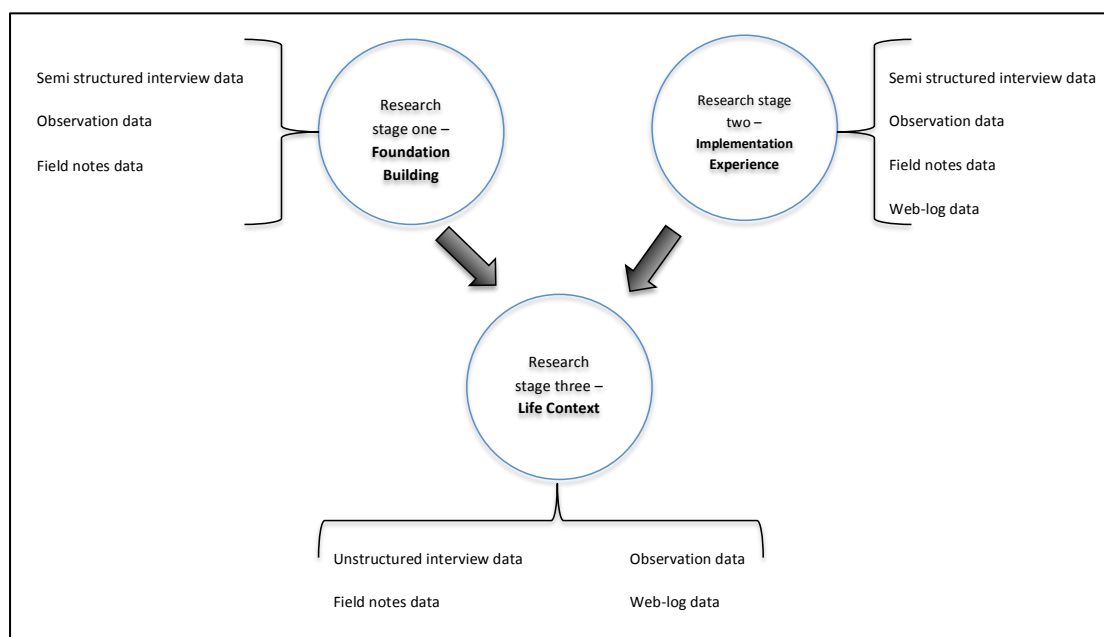 Semi structured interview data
Observation data
Field notes data
Research
stage one –
Foundation
Building
Research stage
two –
Implementation
Experience
Semi structured interview data
Observation data
Field notes data
Web-log data
Research
stage three –
Life Context
Unstructured interview data
Field notes data
Observation data
Web-log data